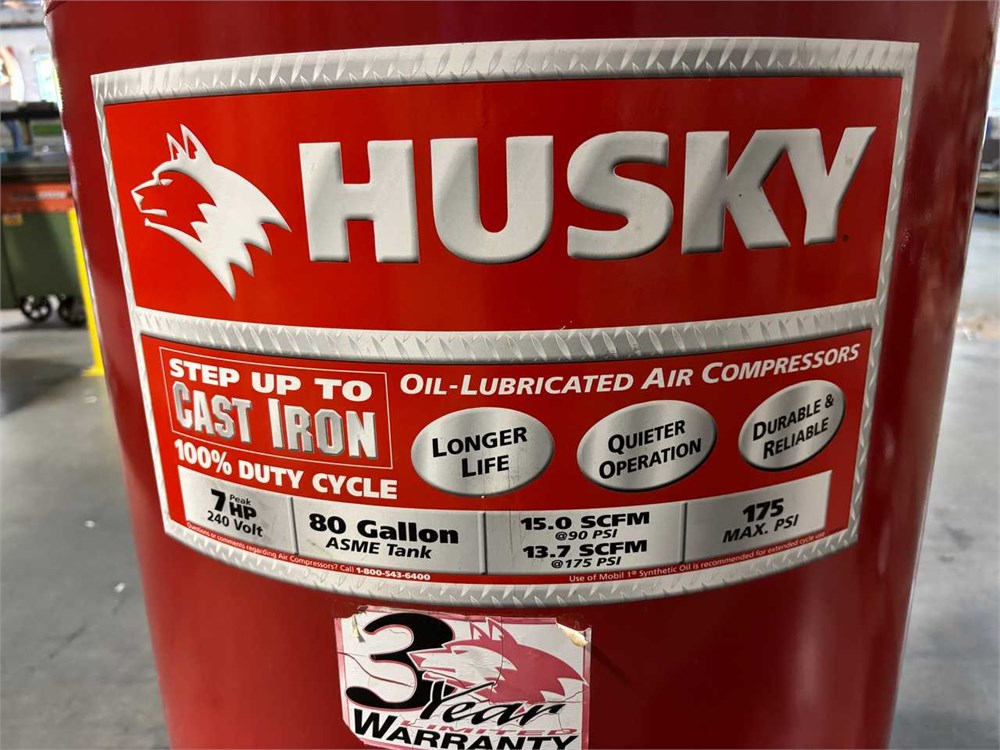 HUSKY
STEP UP TO
CAST IRON
100% DUTY CYCLE
OIL-LUBRICATED AIR COMPRESSORS
LONGER
LIFE
QUIETER
OPERATION
DURABLE &
RELIABLE
7 Peak HP
240 Volt
80 Gallon
ASME Tank
15.0 SCFM
@90 PSI
13.7 SCFM
@175 PSI
175
MAX. PSI
Questions or comments regarding Air Compressors? Call 1-800-543-6400
Use of Mobil 1® Synthetic Oil is recommended for extended cycle use
3 Year
LIMITED
WARRANTY